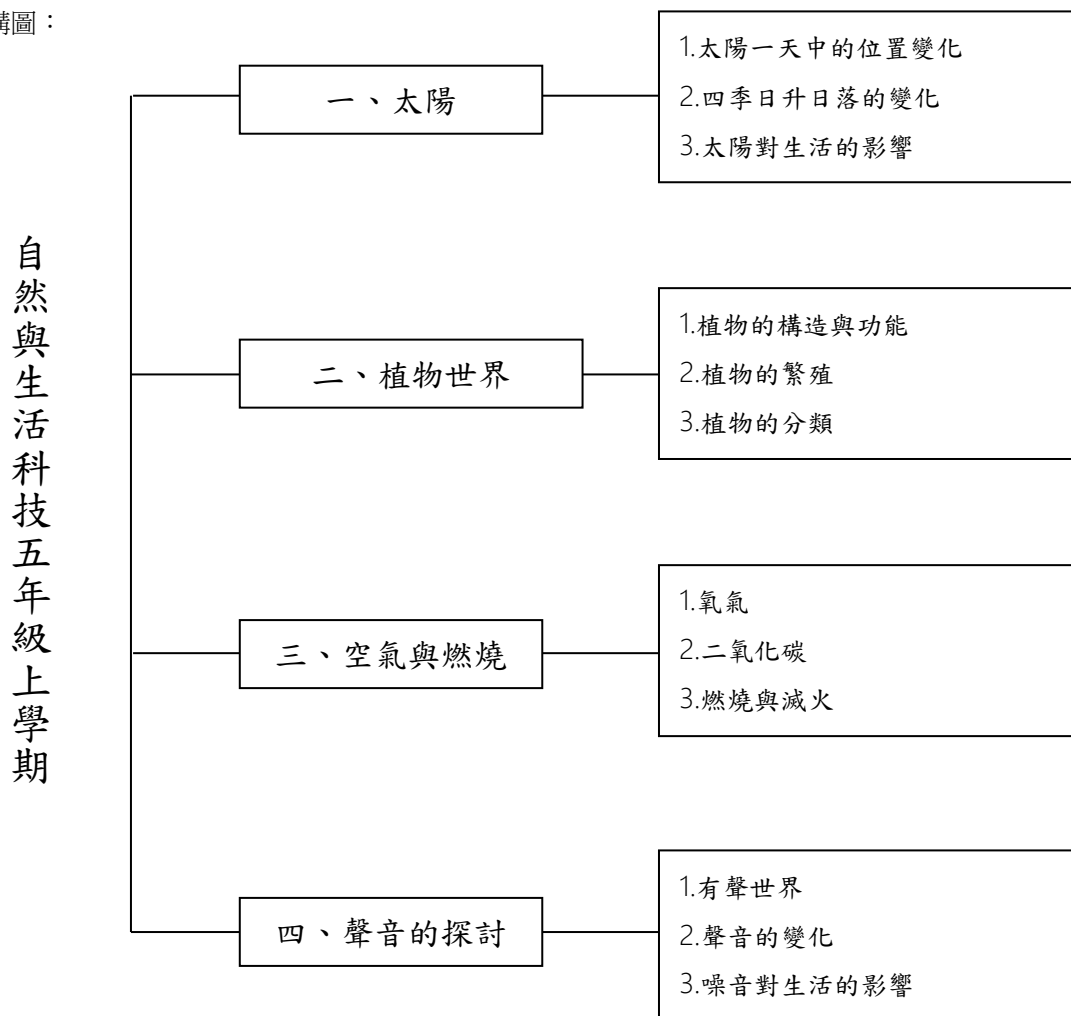 構圖：
自然與生活科技五年級上學期
一、太陽
1.太陽一天中的位置變化
2.四季日升日落的變化
3.太陽對生活的影響
二、植物世界
1.植物的構造與功能
2.植物的繁殖
3.植物的分類
三、空氣與燃燒
1.氧氣
2.二氧化碳
3.燃燒與滅火
四、聲音的探討
1.有聲世界
2.聲音的變化
3.噪音對生活的影響